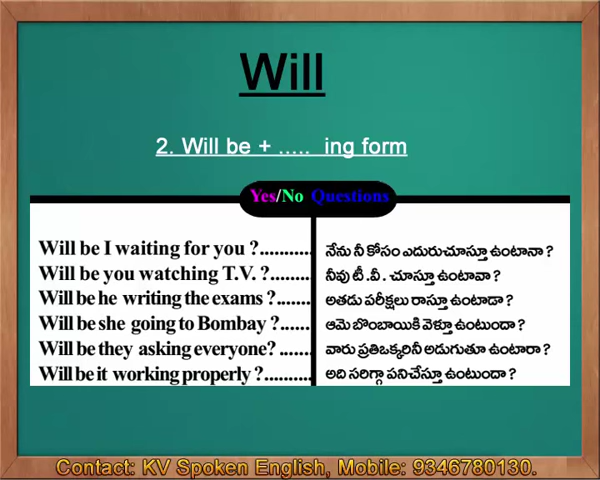 Will
2. Will be + ..... ing form
Yes/No Questions
Will be I waiting for you ?........... నేను నీ కోసం ఎదురుచూస్తూ ఉంటానా ?
Will be you watching T.V. ?........ నీవు టీ .వీ . చూస్తూ ఉంటావా ?
Will be he writing the exams ?....... అతడు పరీక్షలు రాస్తూ ఉంటాడా ?
Will be she going to Bombay ?...... ఆమె బొంబాయికి వెళ్తూ ఉంటుందా ?
Will be they asking everyone? ....... వారు ప్రతిఒక్కరినీ అడుగుతూ ఉంటారా ?
Will be it working properly ?.......... అది సరిగ్గా పనిచేస్తూ ఉంటుందా ?
Contact: KV Spoken English, Mobile: 9346780130.